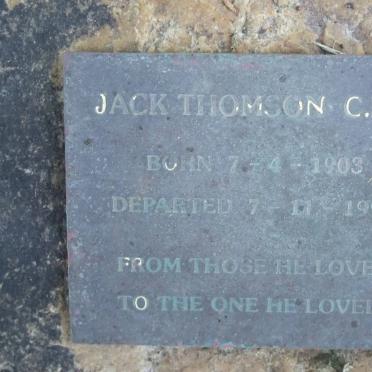 JACK THOMSON C.
BORN 7-4-1903
DEPARTED 7-11-19
FROM THOSE HE LOVE
TO THE ONE HE LOVE